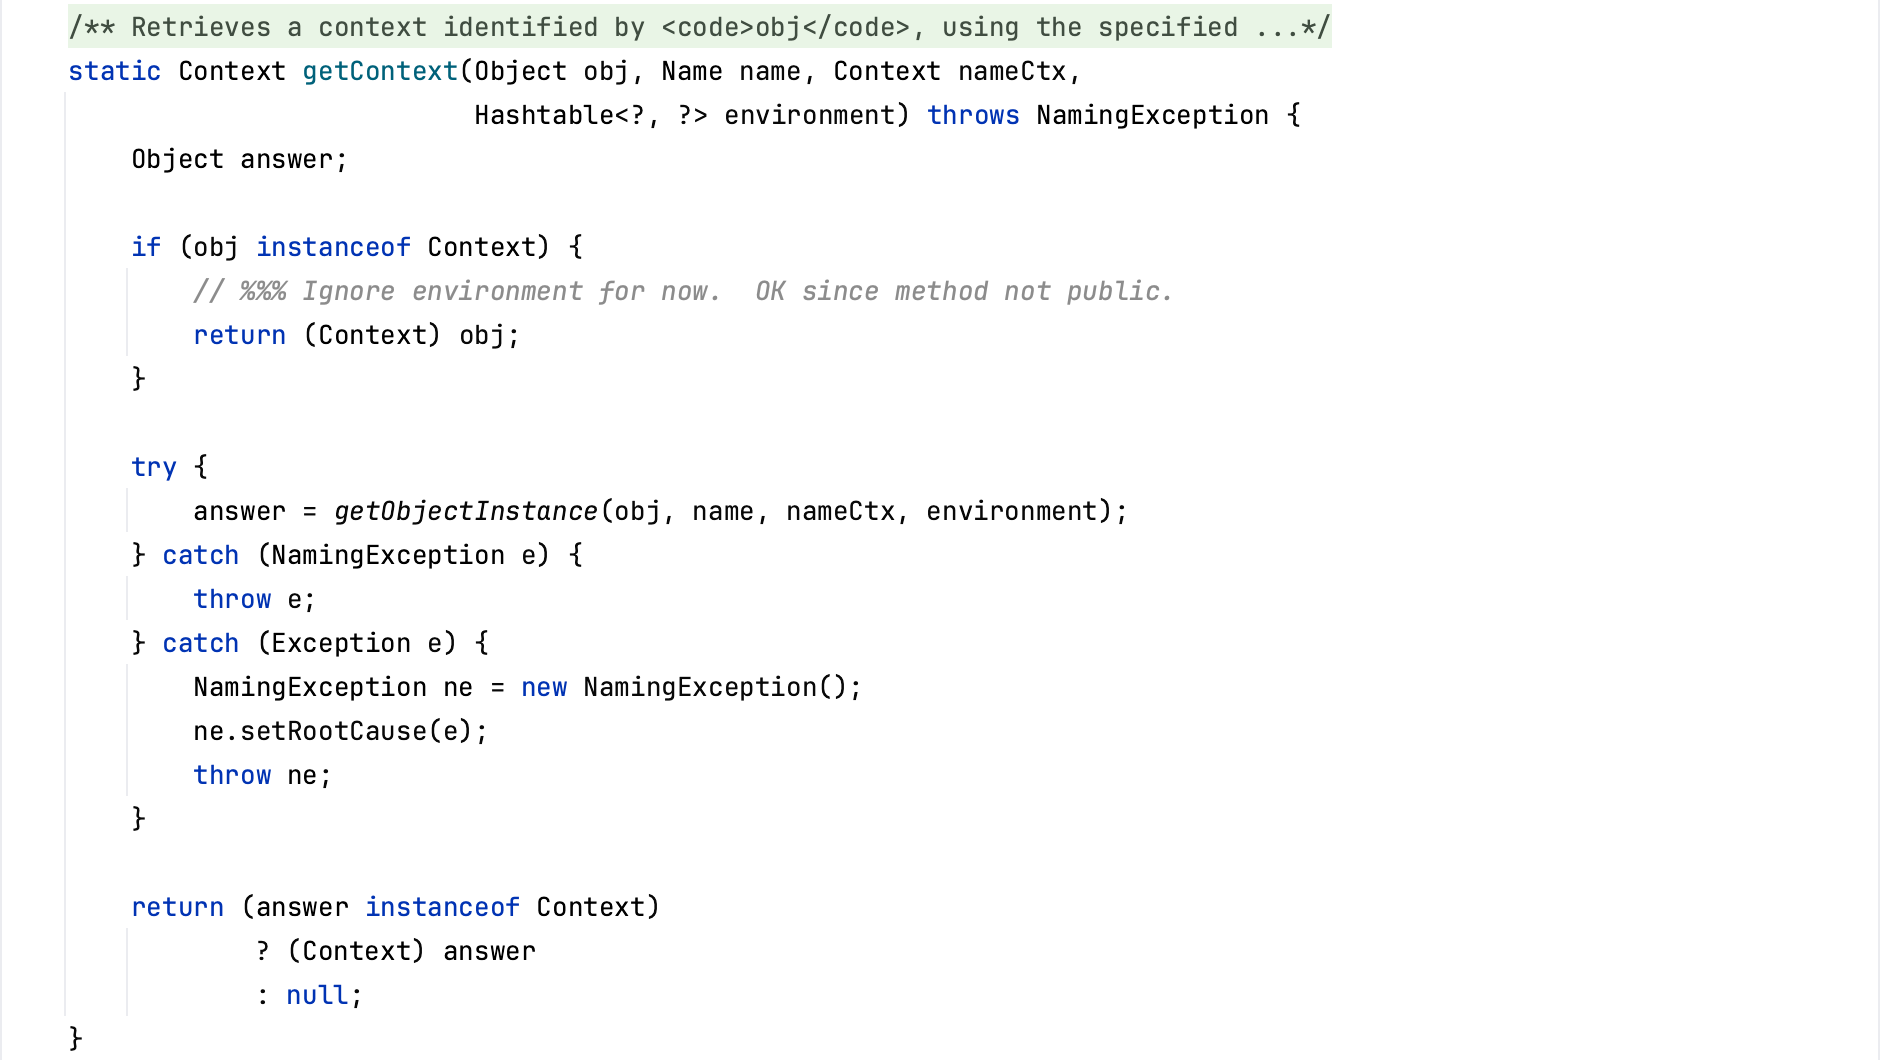 /** Retrieves a context identified by <code>obj</code>, using the specified ...*/
static Context getContext(Object obj, Name name, Context nameCtx,
                          Hashtable<?, ?> environment) throws NamingException {
    Object answer;

    if (obj instanceof Context) {
        // %%% Ignore environment for now.  OK since method not public.
        return (Context) obj;
    }

    try {
        answer = getObjectInstance(obj, name, nameCtx, environment);
    } catch (NamingException e) {
        throw e;
    } catch (Exception e) {
        NamingException ne = new NamingException();
        ne.setRootCause(e);
        throw ne;
    }

    return (answer instanceof Context)
            ? (Context) answer
            : null;
}